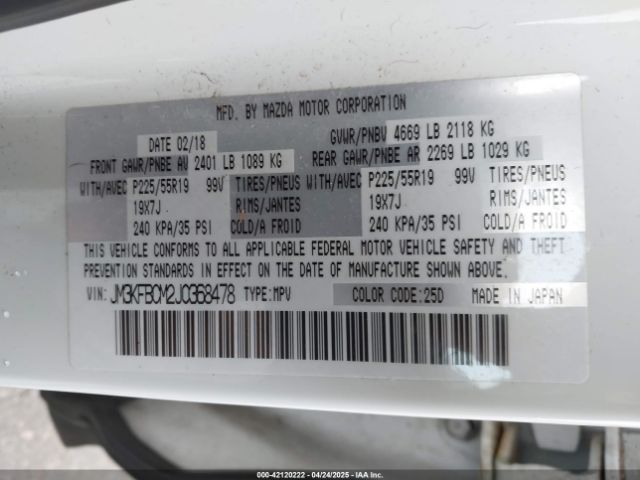 MFD. BY MAZDA MOTOR CORPORATION
DATE 02/18 GVWR/PNBV 4669 LB 2118 KG
FRONT GAWR/PNBE AV 2401 LB 1089 KG REAR GAWR/PNBE AR 2269 LB 1029 KG
WITH/AVEC P225/55R19 99V TIRES/PNEUS WITH/AVEC P225/55R19 99V TIRES/PNEUS
19X7J RIMS/JANTES 19X7J RIMS/JANTES
240 KPA/35 PSI COLD/A FROID 240 KPA/35 PSI COLD/A FROID
THIS VEHICLE CONFORMS TO ALL APPLICABLE FEDERAL MOTOR VEHICLE SAFETY AND THEFT
PREVENTION STANDARDS IN EFFECT ON THE DATE OF MANUFACTURE SHOWN ABOVE.
VIN: JM3KFBCM2J0368478 TYPE:MPV COLOR CODE:25D MADE IN JAPAN
000-42120222 - 04/24/2025 - WWW.IAAI.COM